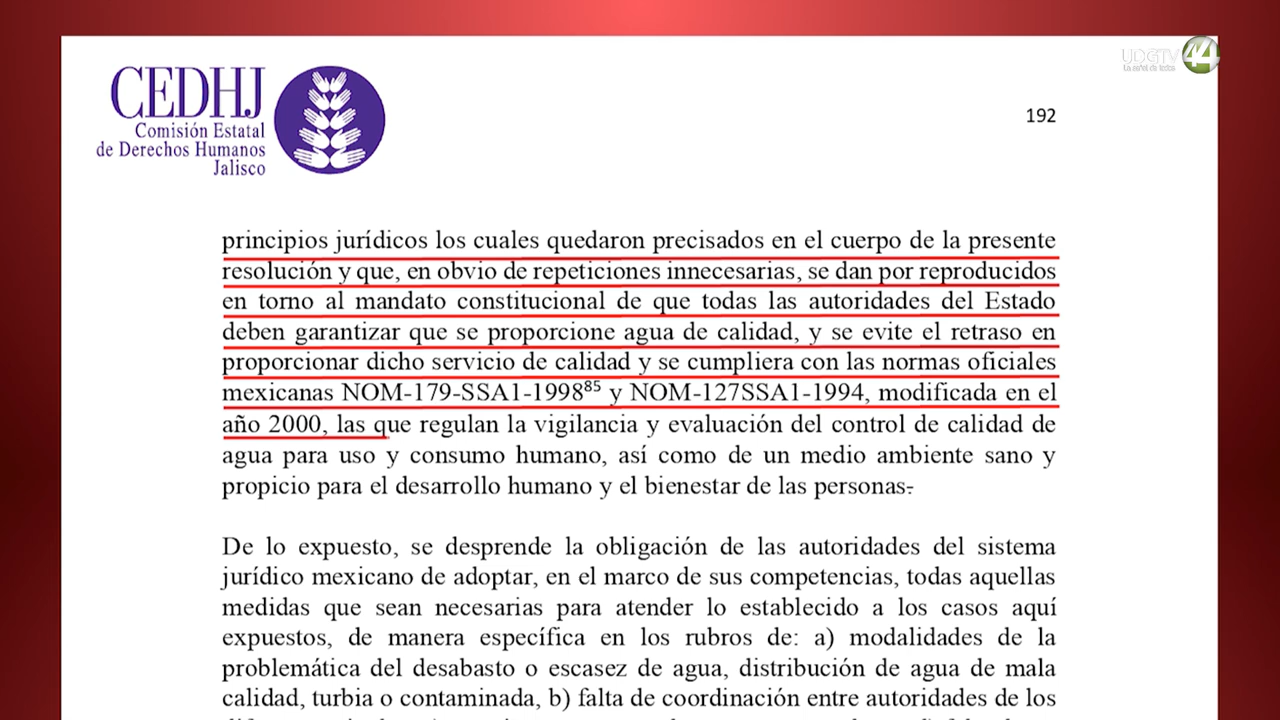 UDGTV 44
La señal de todos
CEDHJ
Comisión Estatal
de Derechos Humanos
Jalisco
192
principios jurídicos los cuales quedaron precisados en el cuerpo de la presente
resolución y que, en obvio de repeticiones innecesarias, se dan por reproducidos
en torno al mandato constitucional de que todas las autoridades del Estado
deben garantizar que se proporcione agua de calidad, y se evite el retraso en
proporcionar dicho servicio de calidad y se cumpliera con las normas oficiales
mexicanas NOM-179-SSA1-1998⁸⁵ y NOM-127SSA1-1994, modificada en el
año 2000, las que regulan la vigilancia y evaluación del control de calidad de
agua para uso y consumo humano, así como de un medio ambiente sano y
propicio para el desarrollo humano y el bienestar de las personas.
De lo expuesto, se desprende la obligación de las autoridades del sistema
jurídico mexicano de adoptar, en el marco de sus competencias, todas aquellas
medidas que sean necesarias para atender lo establecido a los casos aquí
expuestos, de manera específica en los rubros de: a) modalidades de la
problemática del desabasto o escasez de agua, distribución de agua de mala
calidad, turbia o contaminada, b) falta de coordinación entre autoridades de los